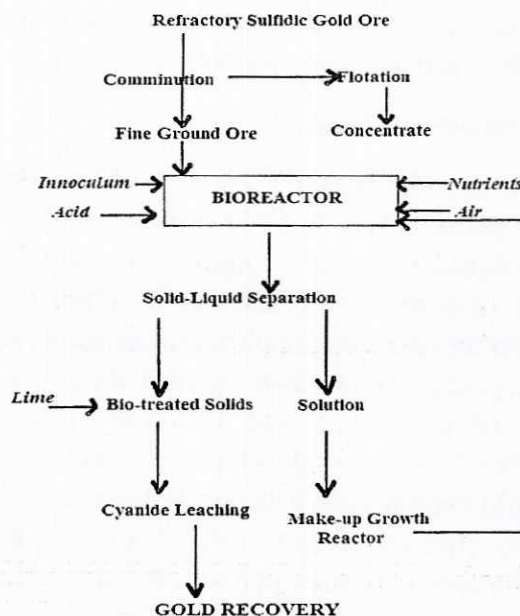 Refractory Sulfidic Gold Ore
Comminution
Flotation
Fine Ground Ore
Concentrate
Innoculum
Nutrients
BIOREACTOR
Acid
Air
Solid-Liquid Separation
Lime
Bio-treated Solids
Solution
Cyanide Leaching
Make-up Growth
Reactor
GOLD RECOVERY